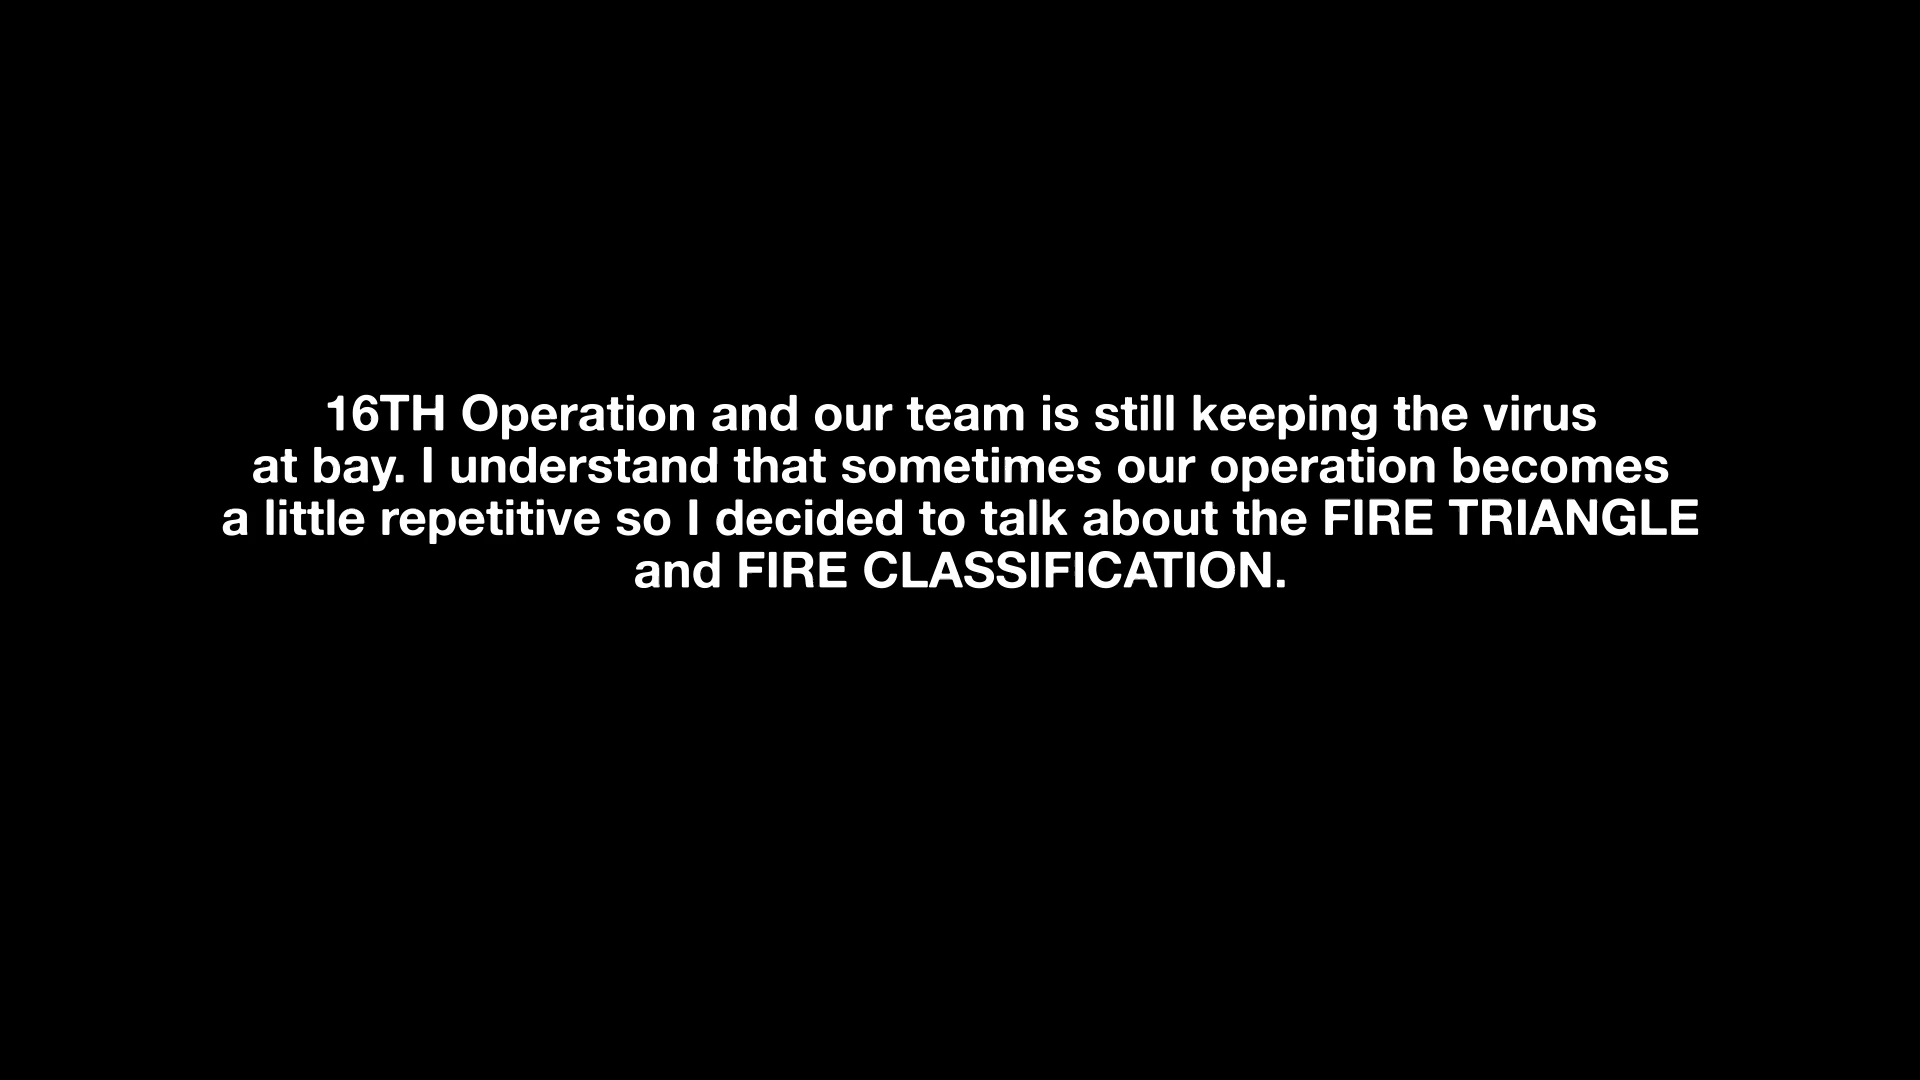 16TH Operation and our team is still keeping the virus
at bay. I understand that sometimes our operation becomes
a little repetitive so I decided to talk about the FIRE TRIANGLE
and FIRE CLASSIFICATION.